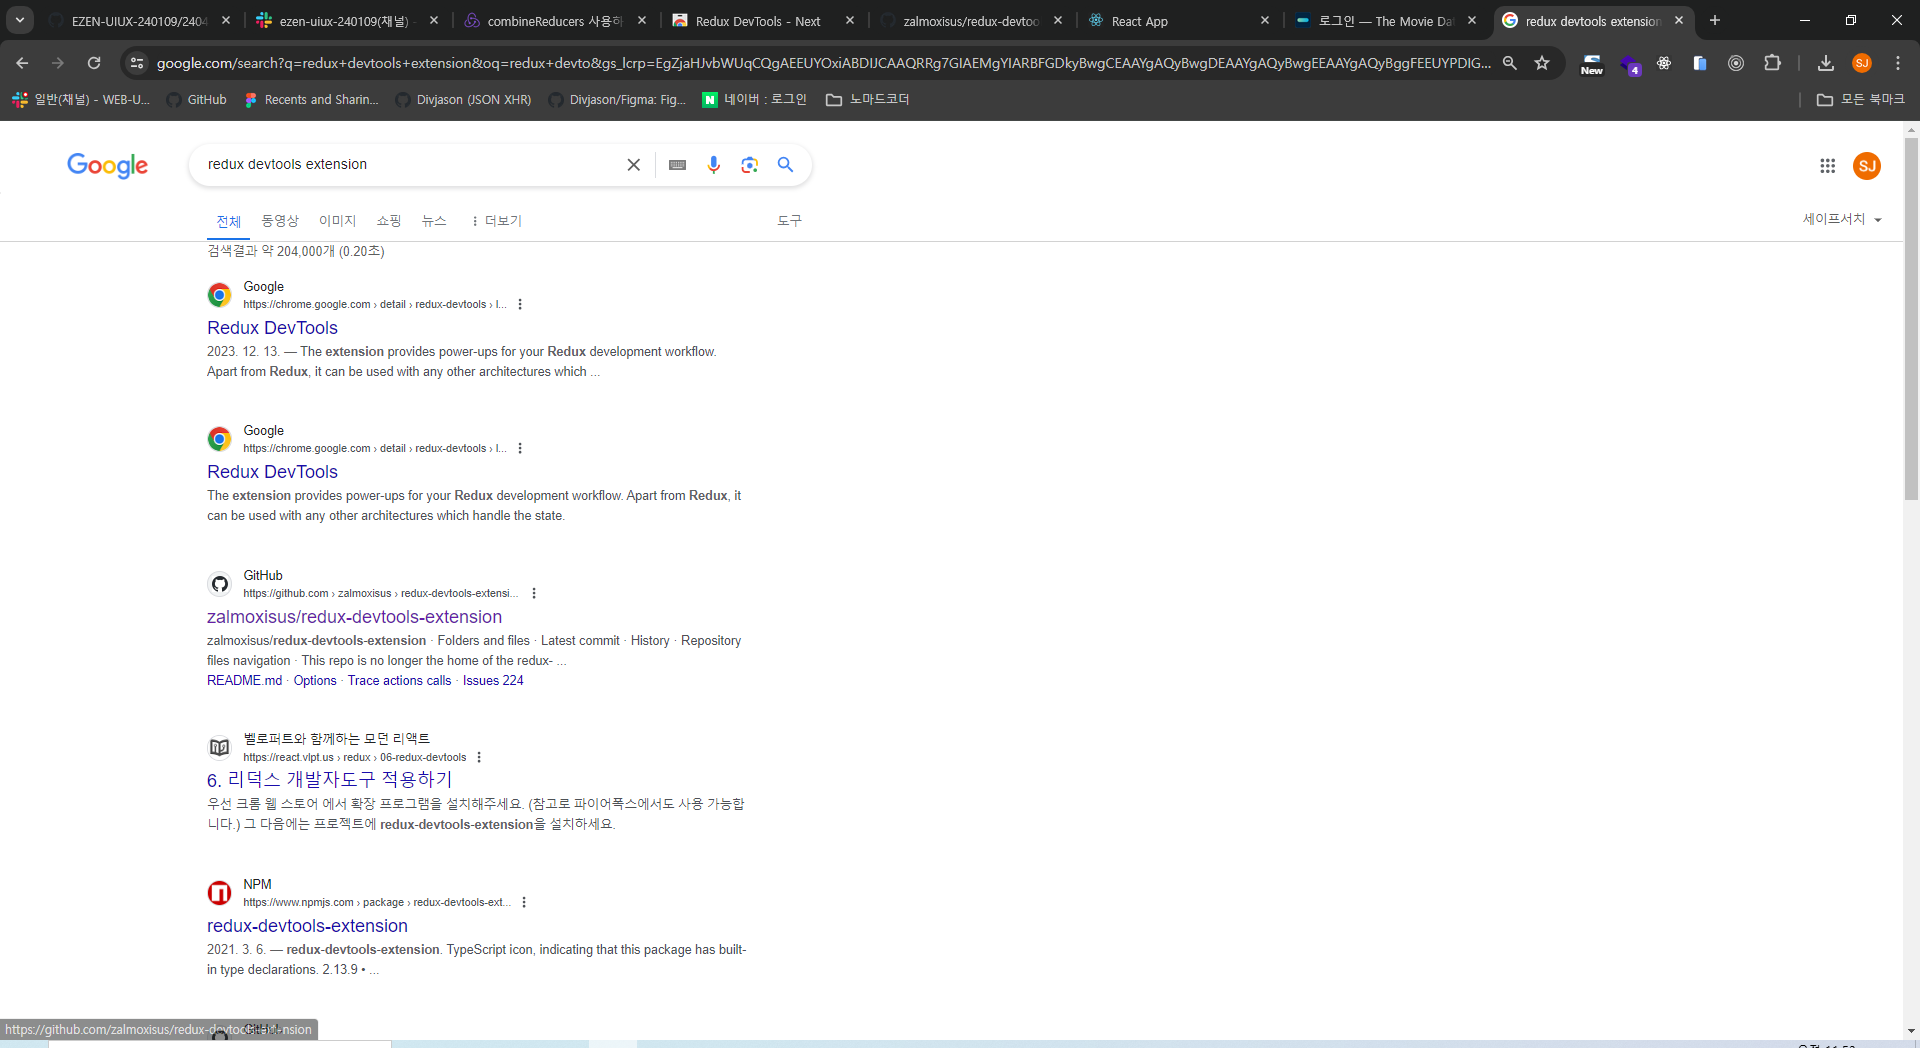 EZEN-UIUX-240109/2404
ezen-uiux-240109(채널) -
combineReducers 사용하
Redux DevTools - Next
zalmoxisus/redux-devtoo
React App
로그인 — The Movie Dat
redux devtools extension
google.com/search?q=redux+devtools+extension&oq=redux+devto&gs_lcrp=EgZjaHJvbWUqCQgAEEUYOxiABDIJCAAQRRg7GIAEMgYIARBFGDkyBwgCEAAYgAQyBwgDEAAYgAQyBwgEEAAYgAQyBggFEEUYPDIG...
New
4
SJ
일반(채널) - WEB-U...
GitHub
Recents and Sharin...
Divjason (JSON XHR)
Divjason/Figma: Fig...
네이버 : 로그인
노마드코더
모든 북마크
Google
redux devtools extension
SJ
전체
동영상
이미지
쇼핑
뉴스
더보기
도구
세이프서치
검색결과 약 204,000개 (0.20초)
Google
https://chrome.google.com › detail › redux-devtools › l...
Redux DevTools
2023. 12. 13. — The extension provides power-ups for your Redux development workflow.
Apart from Redux, it can be used with any other architectures which ...
Google
https://chrome.google.com › detail › redux-devtools › l...
Redux DevTools
The extension provides power-ups for your Redux development workflow. Apart from Redux, it
can be used with any other architectures which handle the state.
GitHub
https://github.com › zalmoxisus › redux-devtools-extensi...
zalmoxisus/redux-devtools-extension
zalmoxisus/redux-devtools-extension · Folders and files · Latest commit · History · Repository
files navigation · This repo is no longer the home of the redux- ...
README.md · Options · Trace actions calls · Issues 224
벨로퍼트와 함께하는 모던 리액트
https://react.vlpt.us › redux › 06-redux-devtools
6. 리덕스 개발자도구 적용하기
우선 크롬 웹 스토어 에서 확장 프로그램을 설치해주세요. (참고로 파이어폭스에서도 사용 가능합
니다.) 그 다음에는 프로젝트에 redux-devtools-extension을 설치하세요.
NPM
https://www.npmjs.com › package › redux-devtools-ext...
redux-devtools-extension
2021. 3. 6. — redux-devtools-extension. TypeScript icon, indicating that this package has built-
in type declarations. 2.13.9 • ...
GitHub
https://github.com/zalmoxisus/redux-devtools-extension